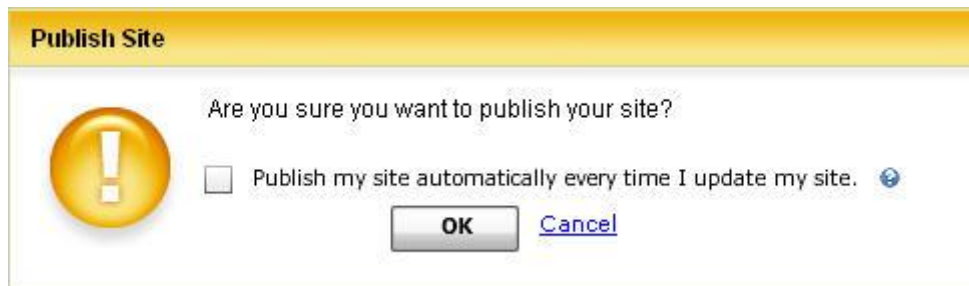 Publish Site
Are you sure you want to publish your site?
Publish my site automatically every time I update my site.
OK Cancel